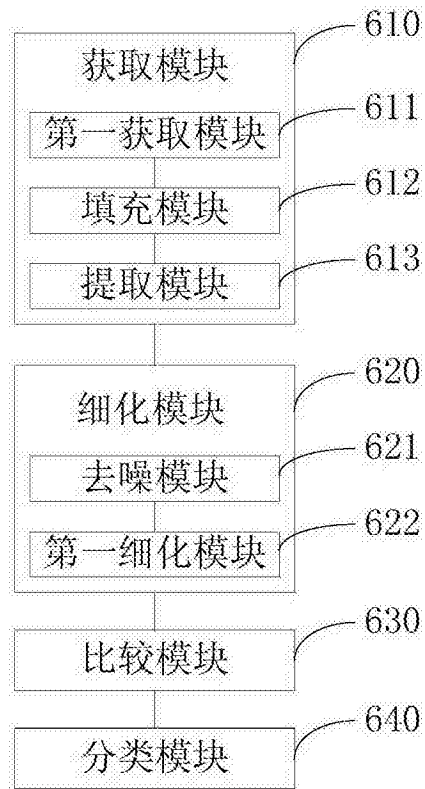 获取模块 610
第一获取模块 611
填充模块 612
提取模块 613
细化模块 620
去噪模块 621
第一细化模块 622
比较模块 630
分类模块 640